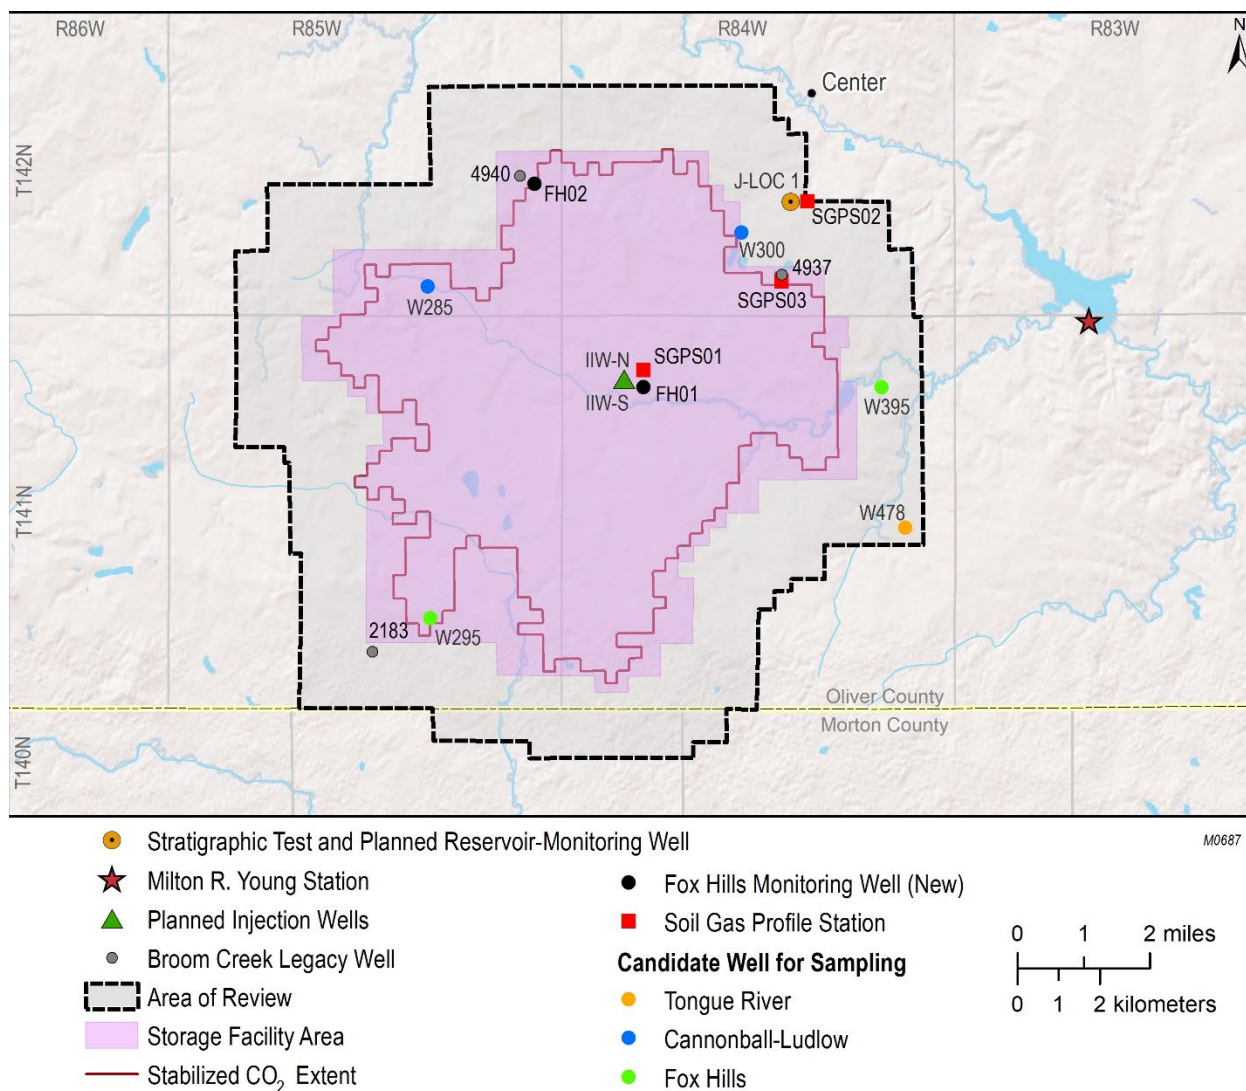 R86W
R85W
R84W
R83W
N
Center
T142N
4940
FH02
J-LOC 1
SGPS02
W300
4937
SGPS03
W285
IIW-N
SGPS01
IIW-S
FH01
W395
T141N
W478
2183
W295
Oliver County
Morton County
T140N
Stratigraphic Test and Planned Reservoir-Monitoring Well
M0687
Milton R. Young Station
Planned Injection Wells
Broom Creek Legacy Well
Area of Review
Storage Facility Area
Stabilized CO₂ Extent
Fox Hills Monitoring Well (New)
Soil Gas Profile Station
Candidate Well for Sampling
Tongue River
Cannonball-Ludlow
Fox Hills
0 1 2 miles
0 1 2 kilometers